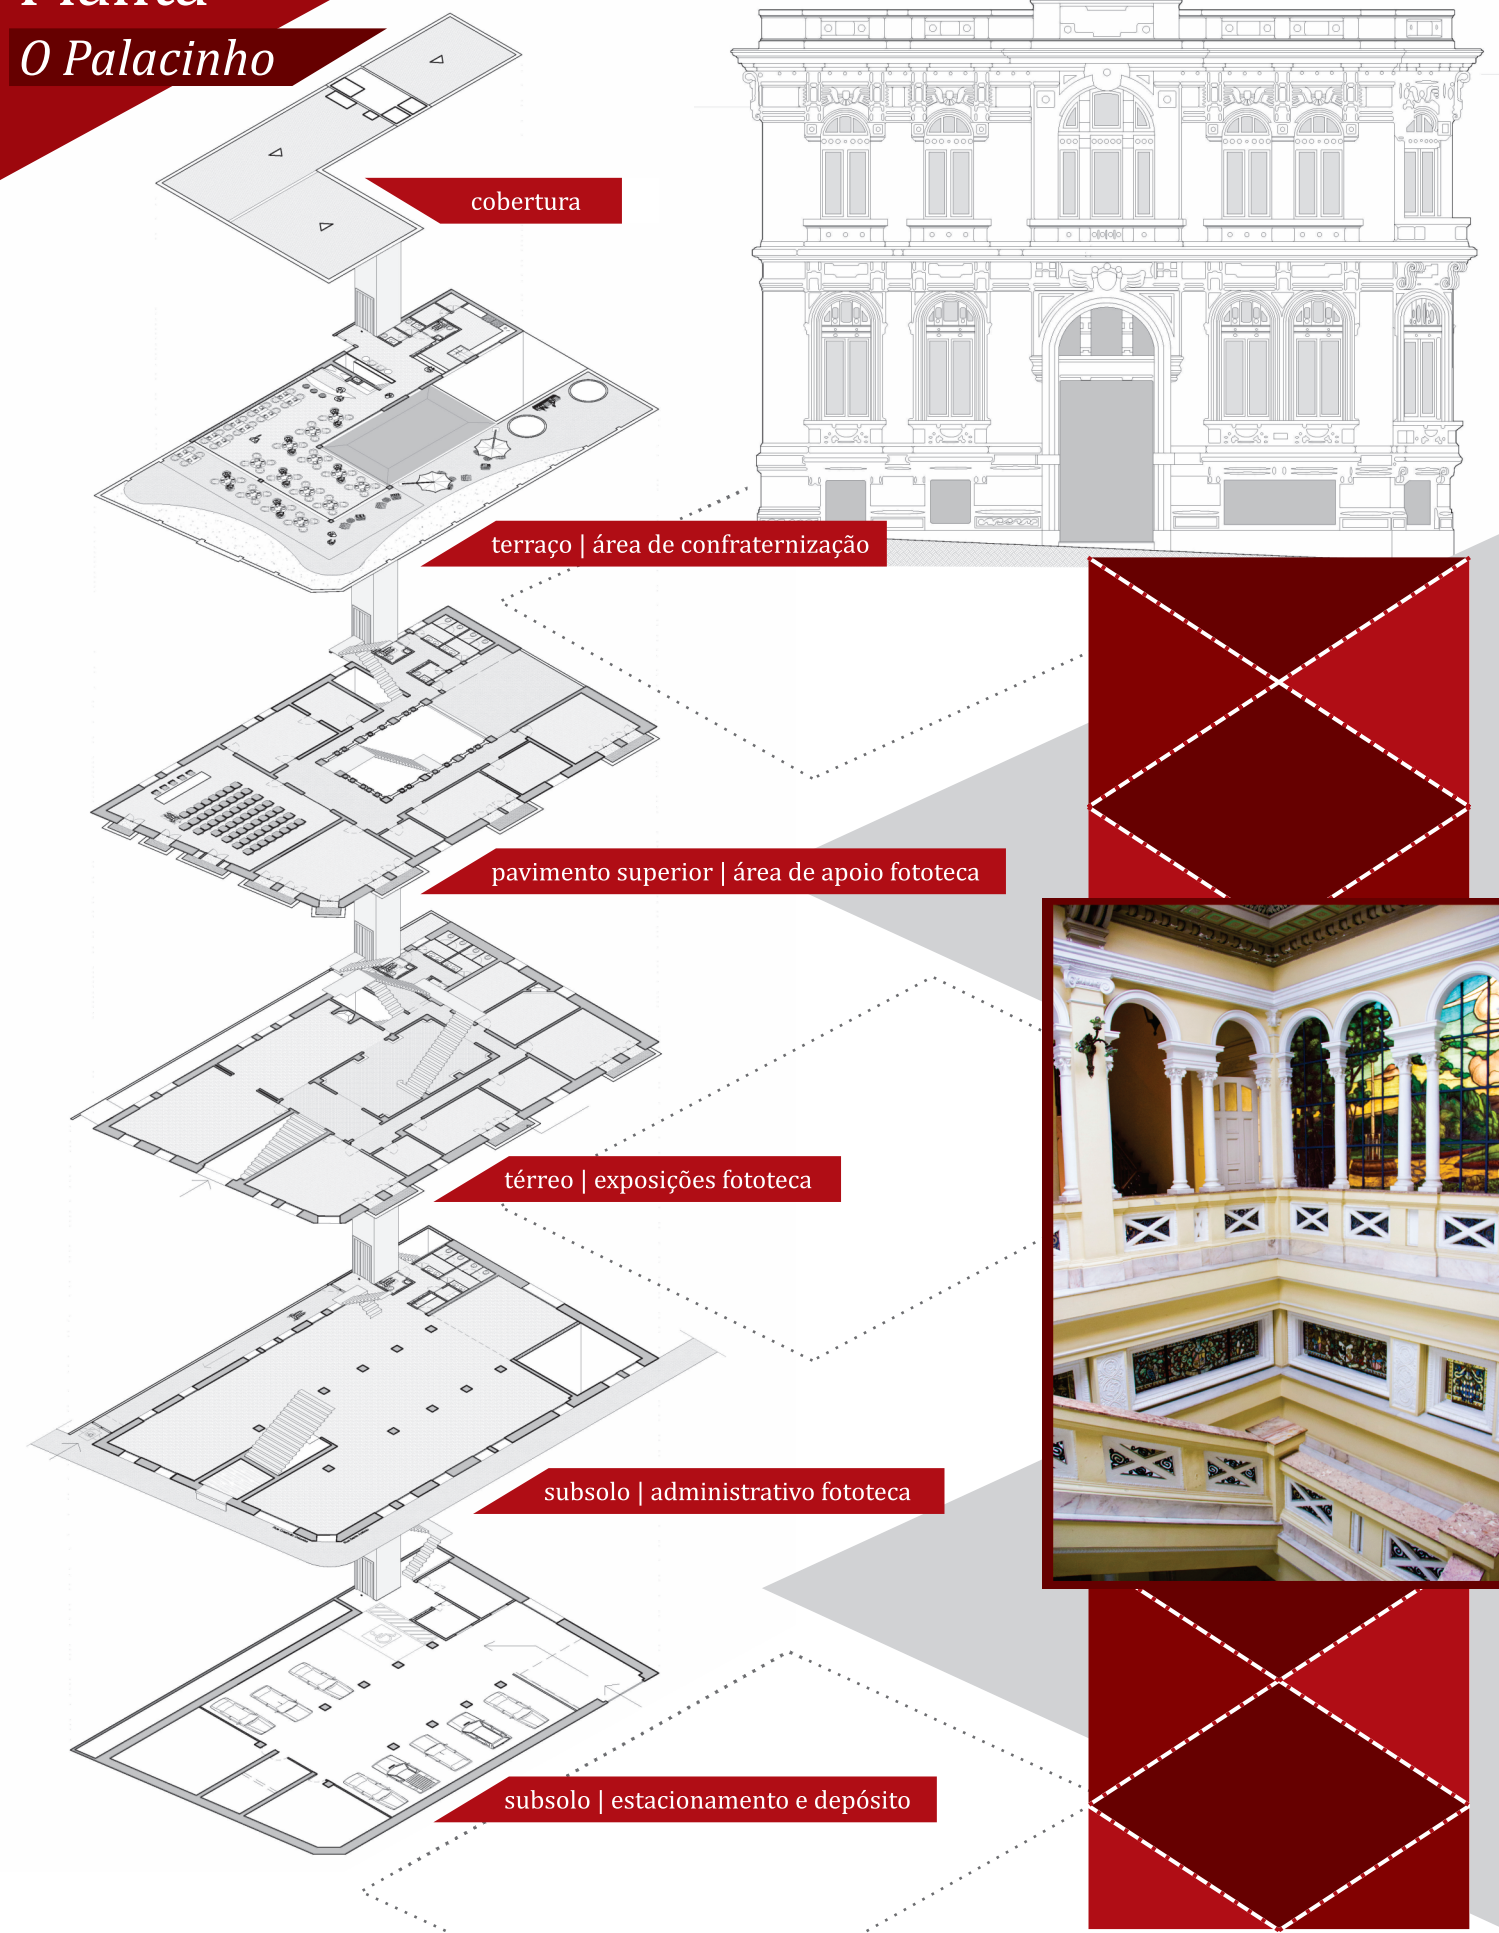 Planta
O Palacinho
cobertura
terraço | área de confraternização
pavimento superior | área de apoio fototeca
térreo | exposições fototeca
subsolo | administrativo fototeca
subsolo | estacionamento e depósito